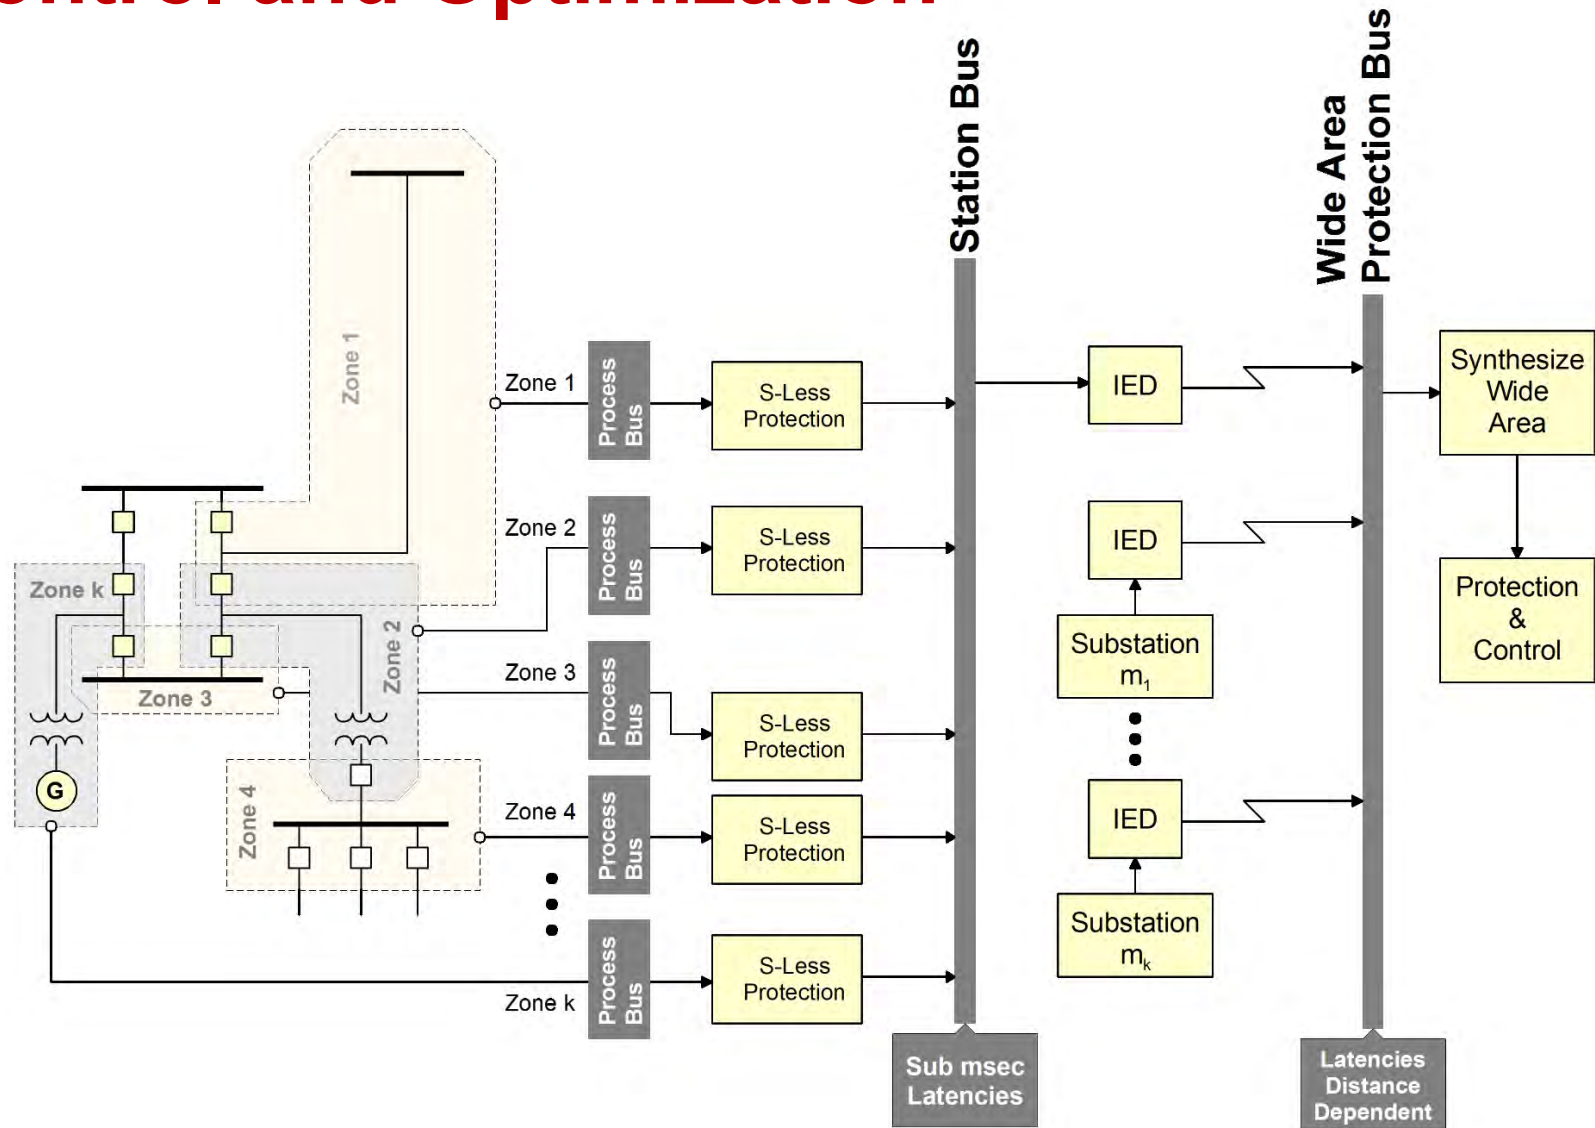 and Optimization
Station Bus
Wide Area
Protection Bus
Zone 1
Zone 1
Process
Bus
S-Less
Protection
IED
Synthesize
Wide
Area
Zone 2
Process
Bus
S-Less
Protection
IED
Zone k
Zone 2
Substation
m1
Protection
&
Control
Zone 3
Zone 3
Process
Bus
S-Less
Protection
G
Zone 4
Zone 4
Process
Bus
S-Less
Protection
IED
Substation
mk
Zone k
Process
Bus
S-Less
Protection
Sub msec
Latencies
Latencies
Distance
Dependent